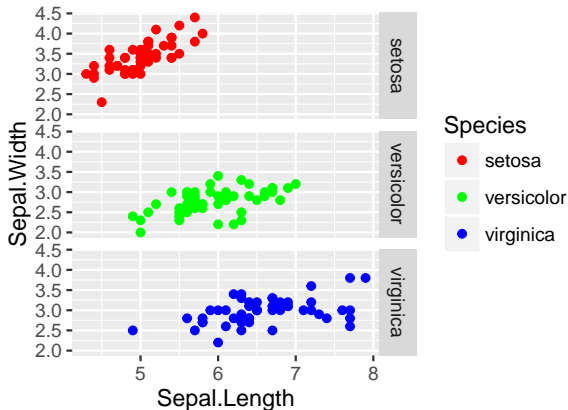 Sepal.Width
4.5
4.0
3.5
3.0
2.5
2.0
setosa
4.5
4.0
3.5
3.0
2.5
2.0
versicolor
4.5
4.0
3.5
3.0
2.5
2.0
virginica
5 6 7 8
Sepal.Length
Species
setosa
versicolor
virginica